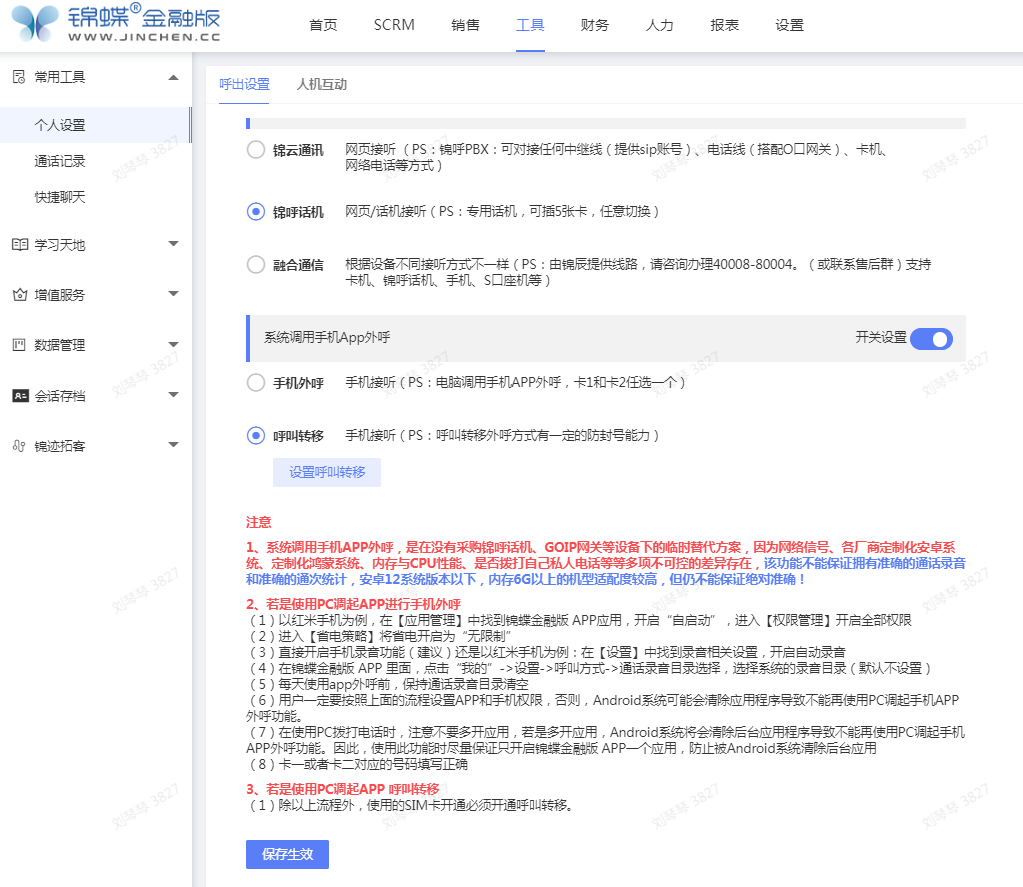 锦蝶®金融版
WWW.JINCHEN.CC
首页 SCRM 销售 工具 财务 人力 报表 设置
常用工具
个人设置
通话记录
快捷聊天
学习天地
增值服务
数据管理
会话存档
锦迹拓客
呼出设置 人机互动
锦云通讯 网页接听（PS：锦呼PBX：可对接任何中继线（提供sip账号）、电话线（搭配O口网关）、卡机、
网络电话等方式）
锦呼话机 网页/话机接听（PS：专用话机，可插5张卡，任意切换）
融合通信 根据设备不同接听方式不一样（PS：由锦辰提供线路，请咨询办理40008-80004。（或联系售后群）支持
卡机、锦呼话机、手机、S口座机等）
系统调用手机App外呼 开关设置
手机外呼 手机接听（PS：电脑调用手机APP外呼，卡1和卡2任选一个）
呼叫转移 手机接听（PS：呼叫转移外呼方式有一定的防封号能力）
设置呼叫转移
注意
1、系统调用手机APP外呼，是在没有采购锦呼话机、GOIP网关等设备下的临时替代方案，因为网络信号、各厂商定制化安卓系
统、定制化鸿蒙系统、内存与CPU性能、是否拨打自己私人电话等等多项不可控的差异存在，该功能不能保证拥有准确的通话录音
和准确的通次统计，安卓12系统版本以下，内存6G以上的机型适配度较高，但仍不能保证绝对准确！
2、若是使用PC调起APP进行手机外呼
（1）以红米手机为例，在【应用管理】中找到锦蝶金融版 APP应用，开启“自启动”，进入【权限管理】开启全部权限
（2）进入【省电策略】将省电开启为“无限制”
（3）直接开启手机录音功能（建议）还是以红米手机为例：在【设置】中找到录音相关设置，开启自动录音
（4）在锦蝶金融版 APP 里面，点击“我的”->设置->呼叫方式->通话录音目录选择，选择系统的录音目录（默认不设置）
（5）每天使用app外呼前，保持通话录音目录清空
（6）用户一定要按照上面的流程设置APP和手机权限，否则，Android系统可能会清除应用程序导致不能再使用PC调起手机APP
外呼功能。
（7）在使用PC拨打电话时，注意不要多开应用，若是多开应用，Android系统将会清除后台应用程序导致不能再使用PC调起手机
APP外呼功能。因此，使用此功能时尽量保证只开启锦蝶金融版 APP一个应用，防止被Android系统清除后台应用
（8）卡一或者卡二对应的号码填写正确
3、若是使用PC调起APP 呼叫转移
（1）除以上流程外，使用的SIM卡开通必须开通呼叫转移。
保存生效
刘琴琴 3827